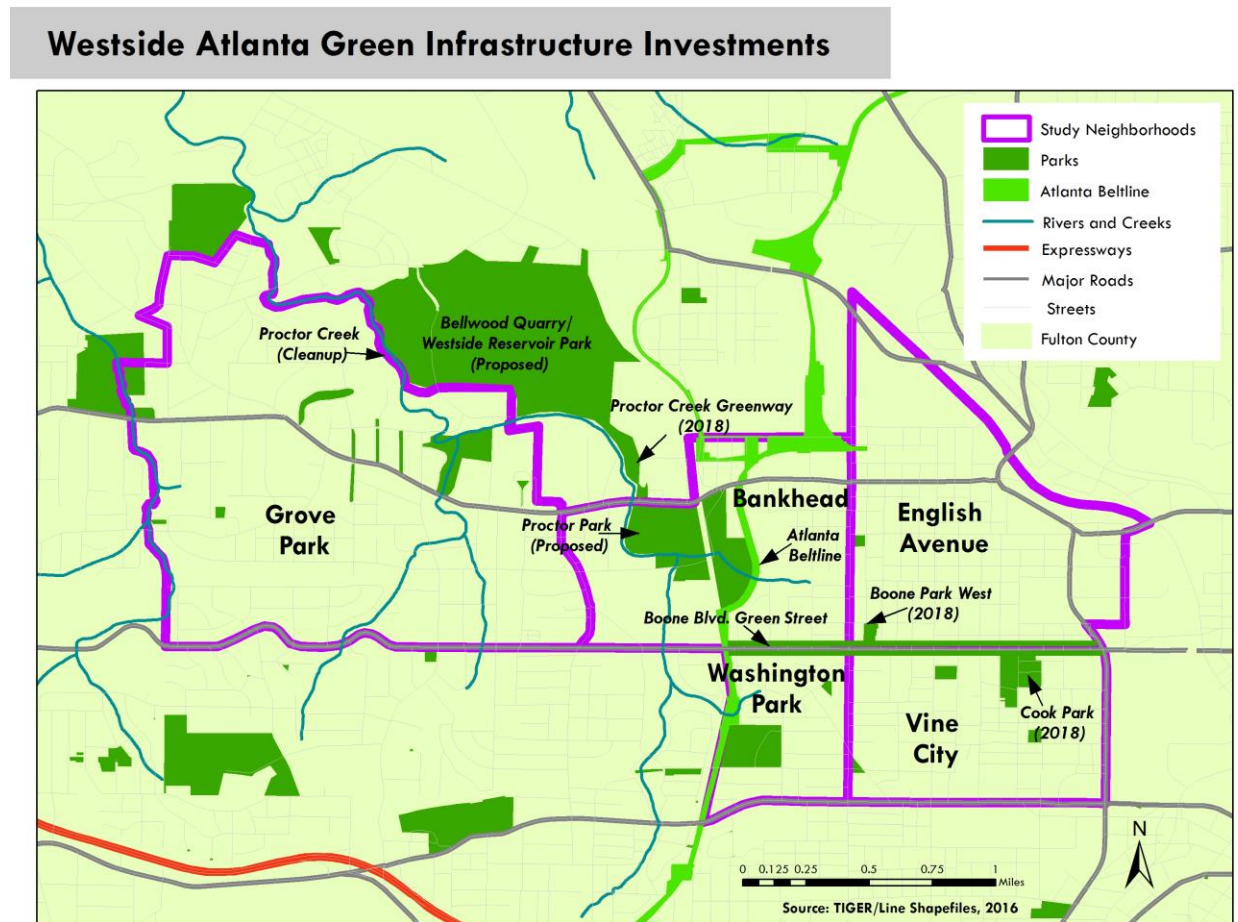 Westside Atlanta Green Infrastructure Investments
Study Neighborhoods
Parks
Atlanta Beltline
Rivers and Creeks
Expressways
Major Roads
Streets
Fulton County
Proctor Creek
(Cleanup)
Bellwood Quarry/
Westside Reservoir Park
(Proposed)
Proctor Creek Greenway
(2018)
Grove
Park
Proctor Park
(Proposed)
Bankhead
English
Avenue
Atlanta
Beltline
Boone Park West
(2018)
Boone Blvd. Green Street
Washington
Park
Vine
City
Cook Park
(2018)
N
0 0.125 0.25 0.5 0.75 1
Miles
Source: TIGER/Line Shapefiles, 2016